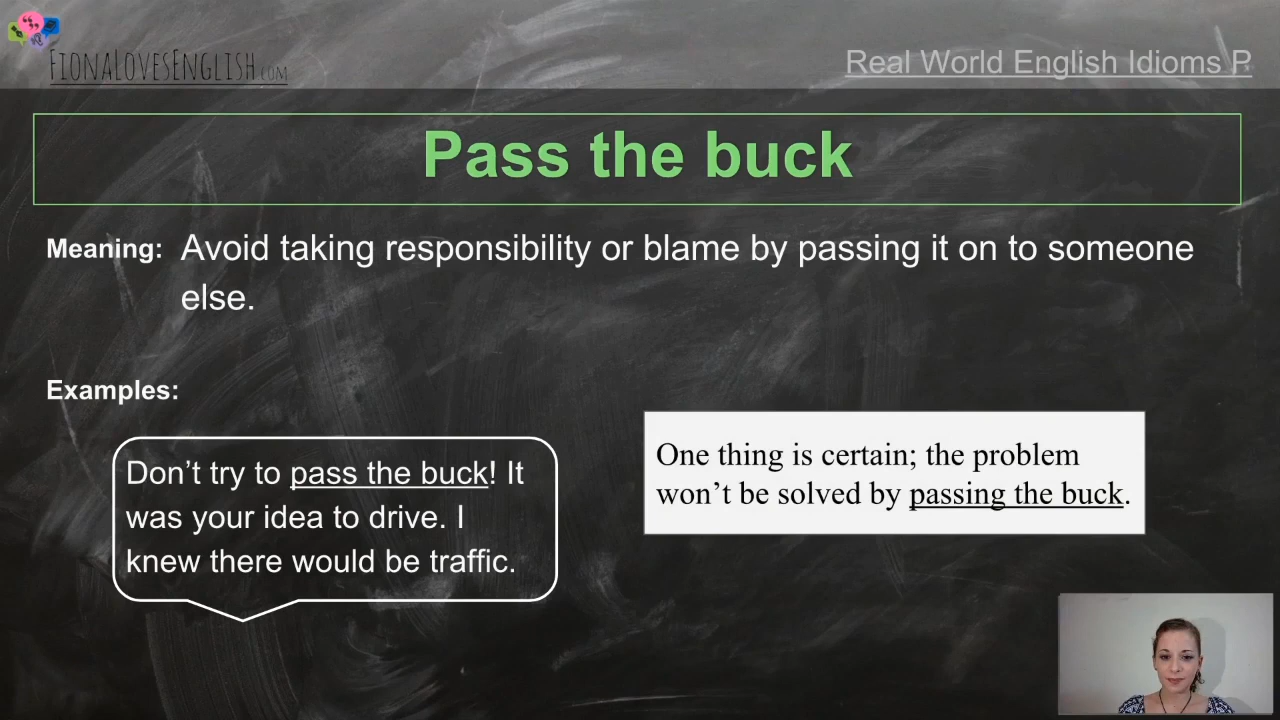 FIONALOVESENGLISH.COM
Real World English Idioms P
Pass the buck
Meaning: Avoid taking responsibility or blame by passing it on to someone
else.
Examples:
Don’t try to pass the buck! It
was your idea to drive. I
knew there would be traffic.
One thing is certain; the problem
won’t be solved by passing the buck.